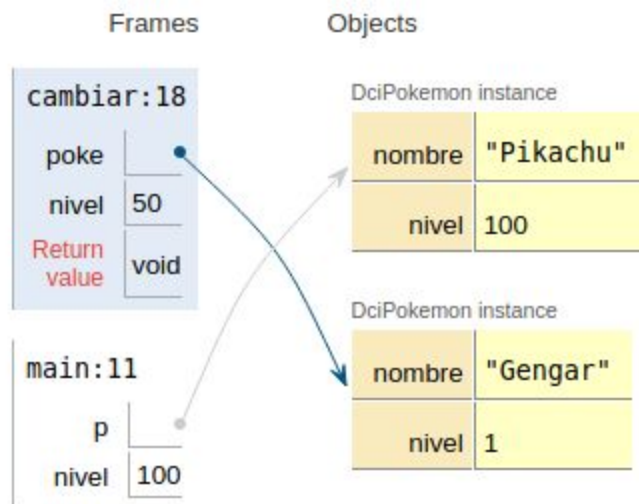 Frames Objects
cambiar:18
poke
nivel 50
Return value void
main:11
p
nivel 100
DciPokemon instance
nombre "Pikachu"
nivel 100
DciPokemon instance
nombre "Gengar"
nivel 1